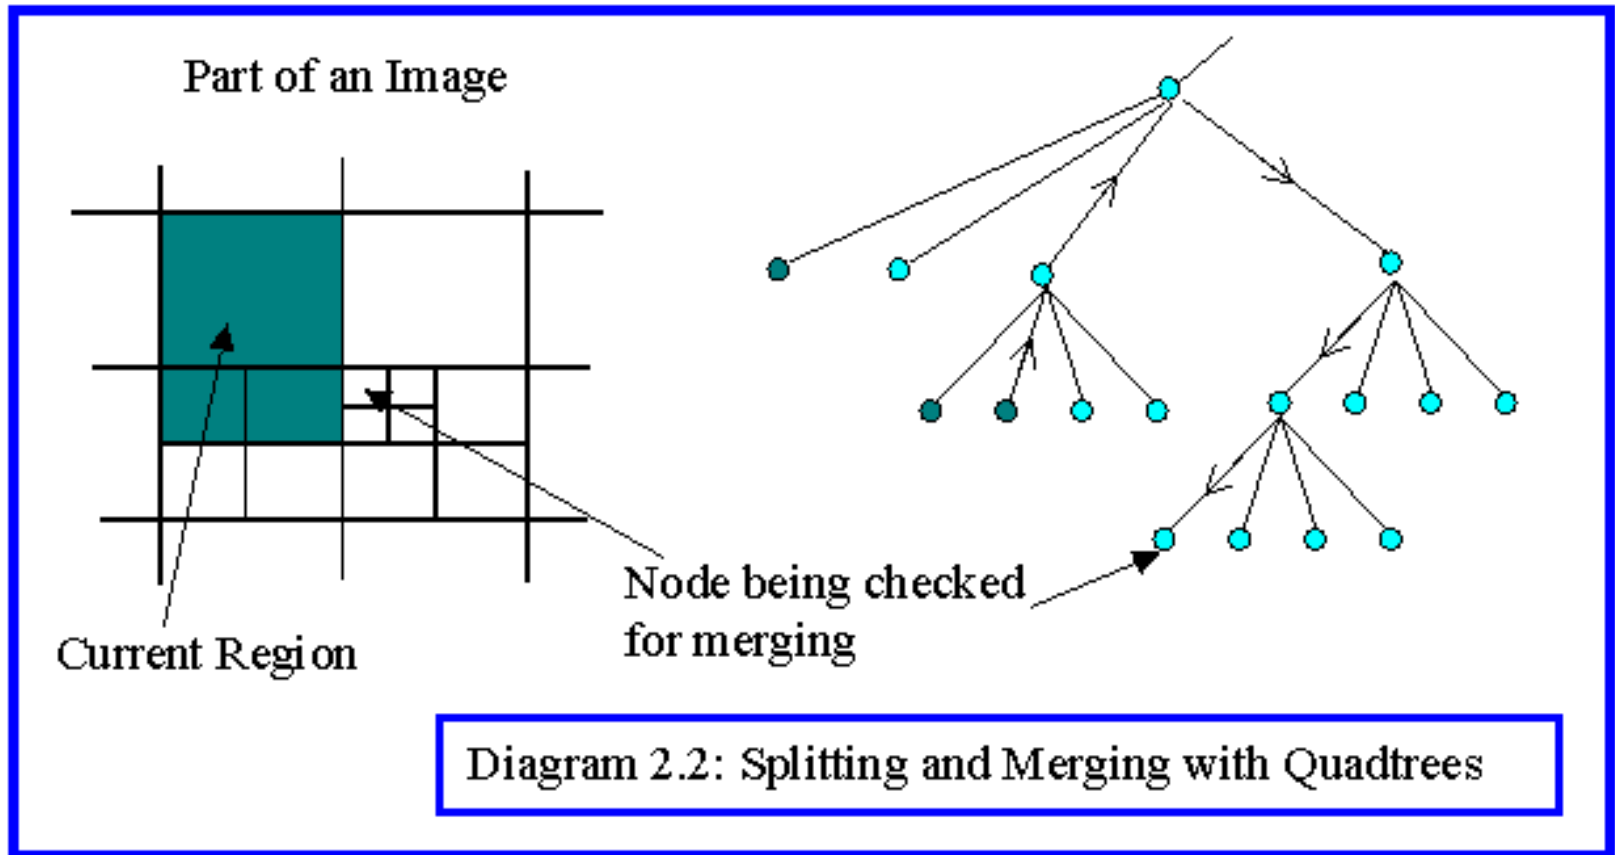 Part of an Image
Node being checked
for merging
Current Region
Diagram 2.2: Splitting and Merging with Quadtrees